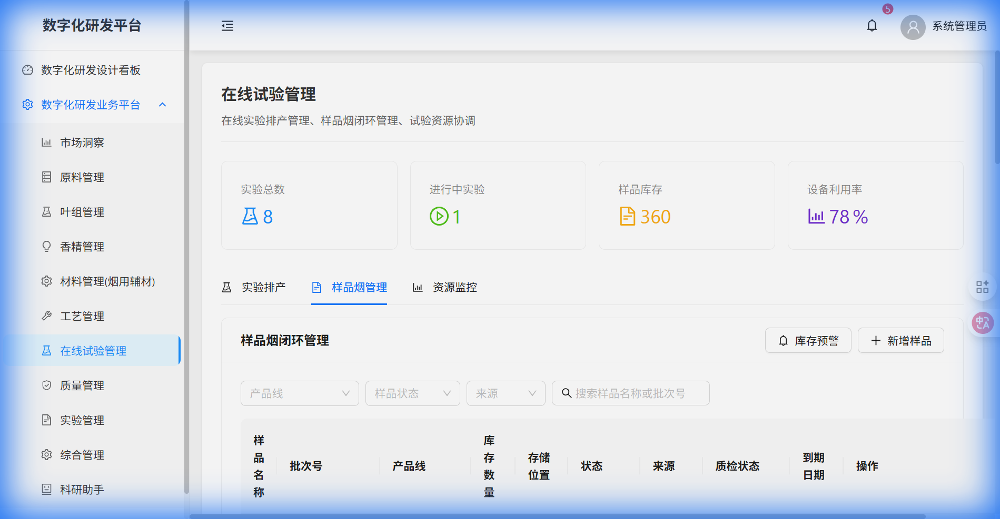 数字化研发平台
5
系统管理员
数字化研发设计看板
数字化研发业务平台
市场洞察
原料管理
叶组管理
香精管理
材料管理(烟用辅材)
工艺管理
在线试验管理
质量管理
实验管理
综合管理
科研助手
在线试验管理
在线实验排产管理、样品烟闭环管理、试验资源协调
实验总数
8
进行中实验
1
样品库存
360
设备利用率
78 %
实验排产
样品烟管理
资源监控
样品烟闭环管理
库存预警
新增样品
产品线
样品状态
来源
搜索样品名称或批次号
样品名称
批次号
产品线
库存数量
存储位置
状态
来源
质检状态
到期日期
操作
中A